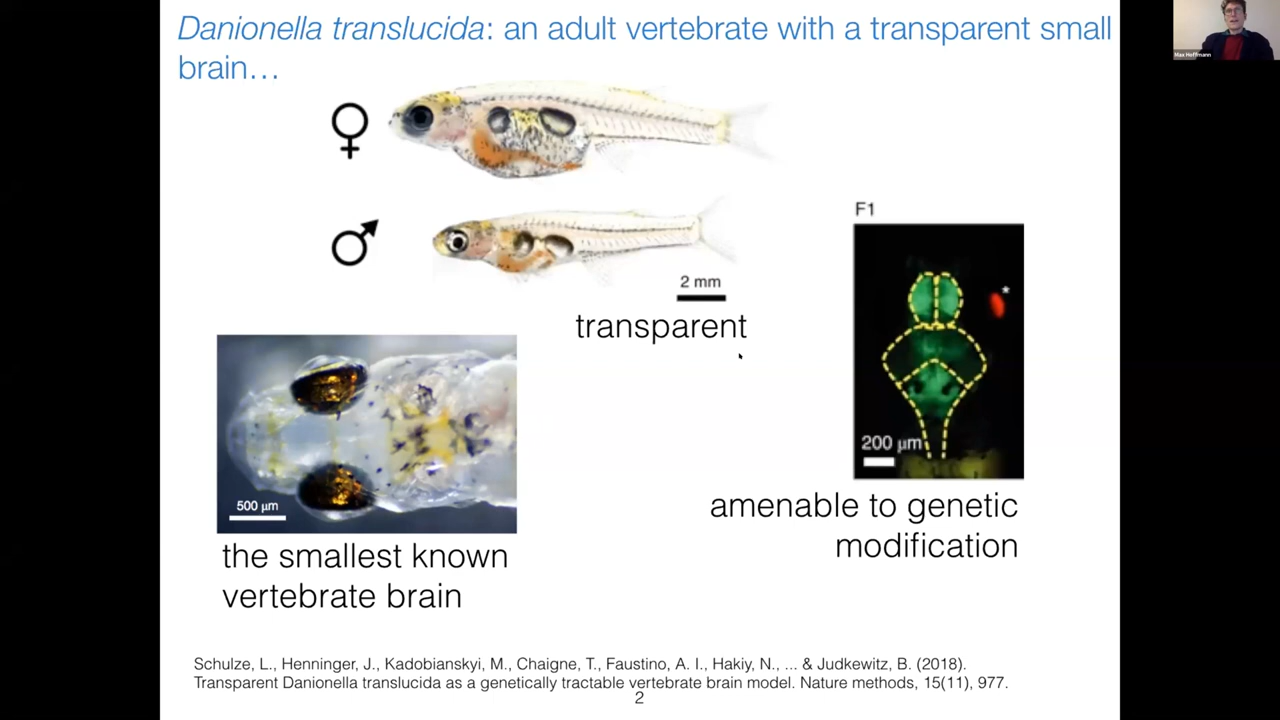 Danionella translucida: an adult vertebrate with a transparent small
brain…
Max Hoffmann
♀
♂
2 mm
transparent
F1
*
200 μm
500 μm
amenable to genetic
modification
the smallest known
vertebrate brain
Schulze, L., Henninger, J., Kadobianskyi, M., Chaigne, T., Faustino, A. I., Hakiy, N., ... & Judkewitz, B. (2018).
Transparent Danionella translucida as a genetically tractable vertebrate brain model. Nature methods, 15(11), 977.
2